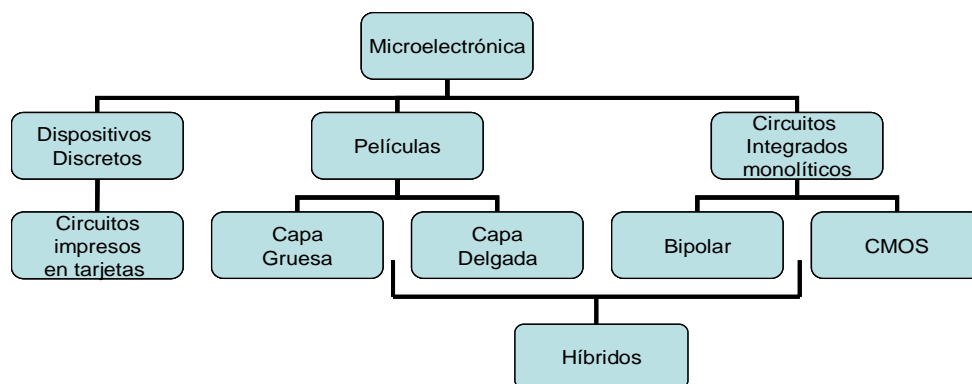 Microelectrónica
Dispositivos
Discretos
Películas
Circuitos
Integrados
monolíticos
Circuitos
impresos
en tarjetas
Capa
Gruesa
Capa
Delgada
Bipolar
CMOS
Híbridos